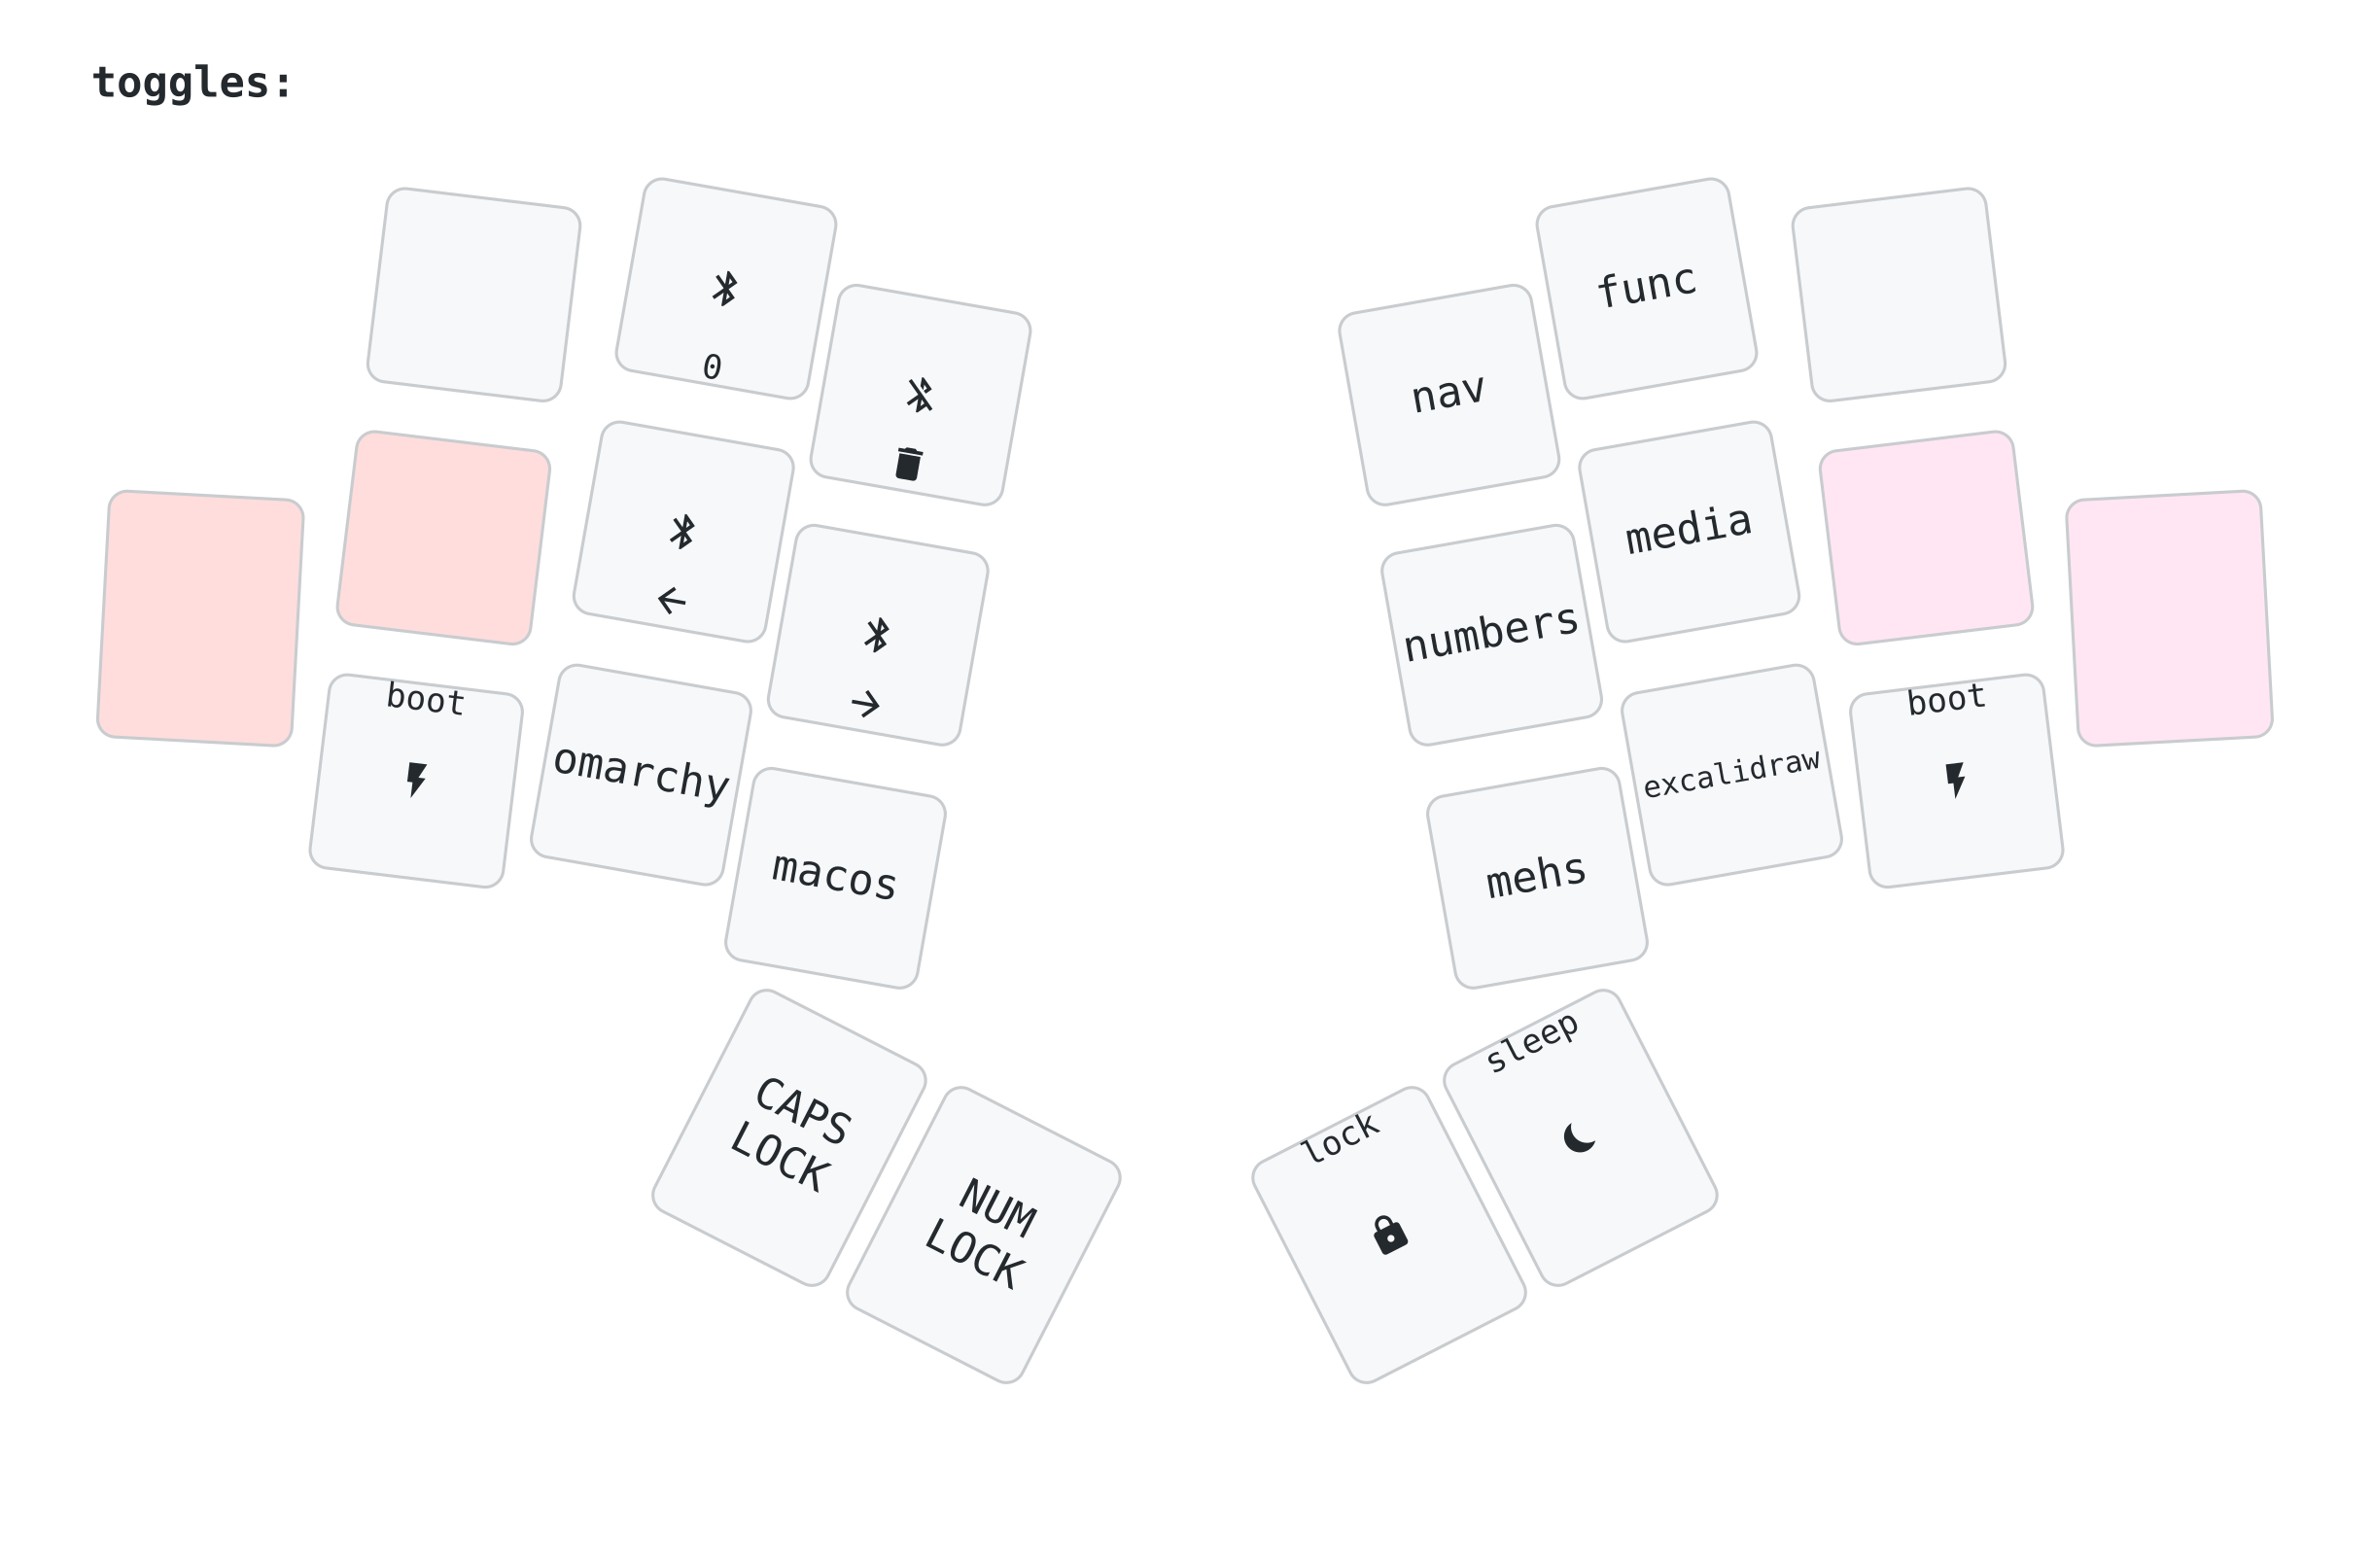 toggles:
0
func
nav
media
numbers
boot
boot
omarchy
excalidraw
macos
mehs
sleep
CAPS
LOCK
lock
NUM
LOCK